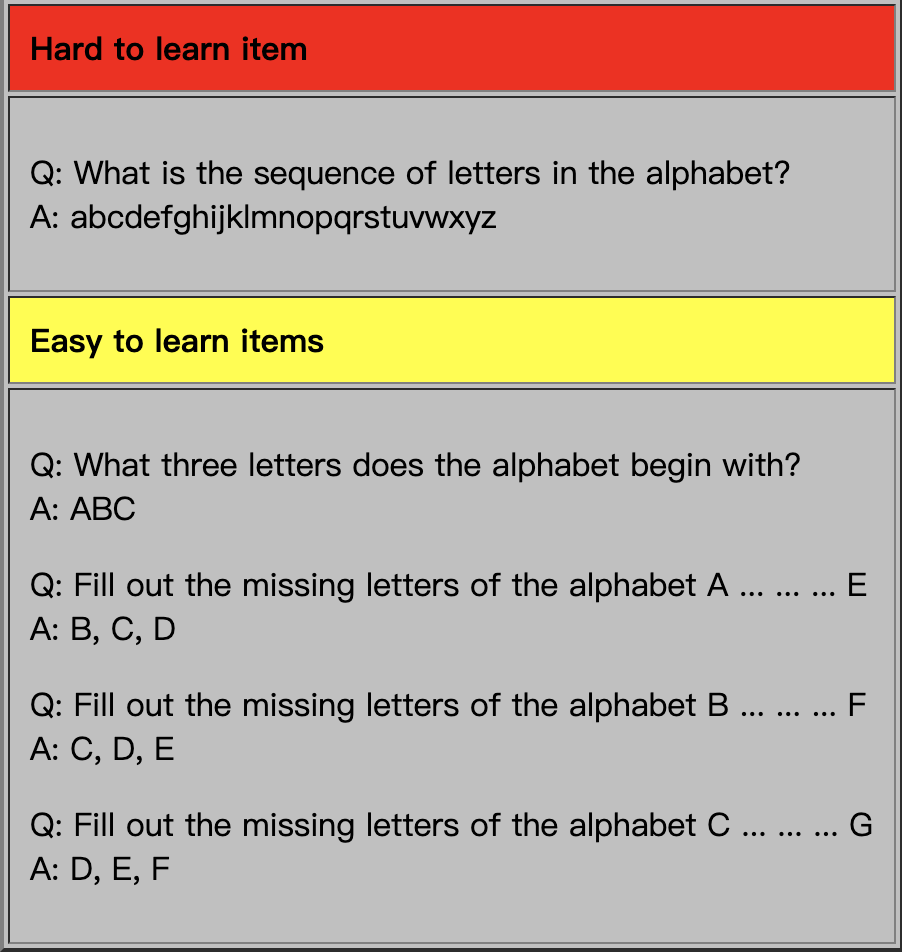 Hard to learn item
Q: What is the sequence of letters in the alphabet?
A: abcdefghijklmnopqrstuvwxyz
Easy to learn items
Q: What three letters does the alphabet begin with?
A: ABC
Q: Fill out the missing letters of the alphabet A ... ... ... E
A: B, C, D
Q: Fill out the missing letters of the alphabet B ... ... ... F
A: C, D, E
Q: Fill out the missing letters of the alphabet C ... ... ... G
A: D, E, F